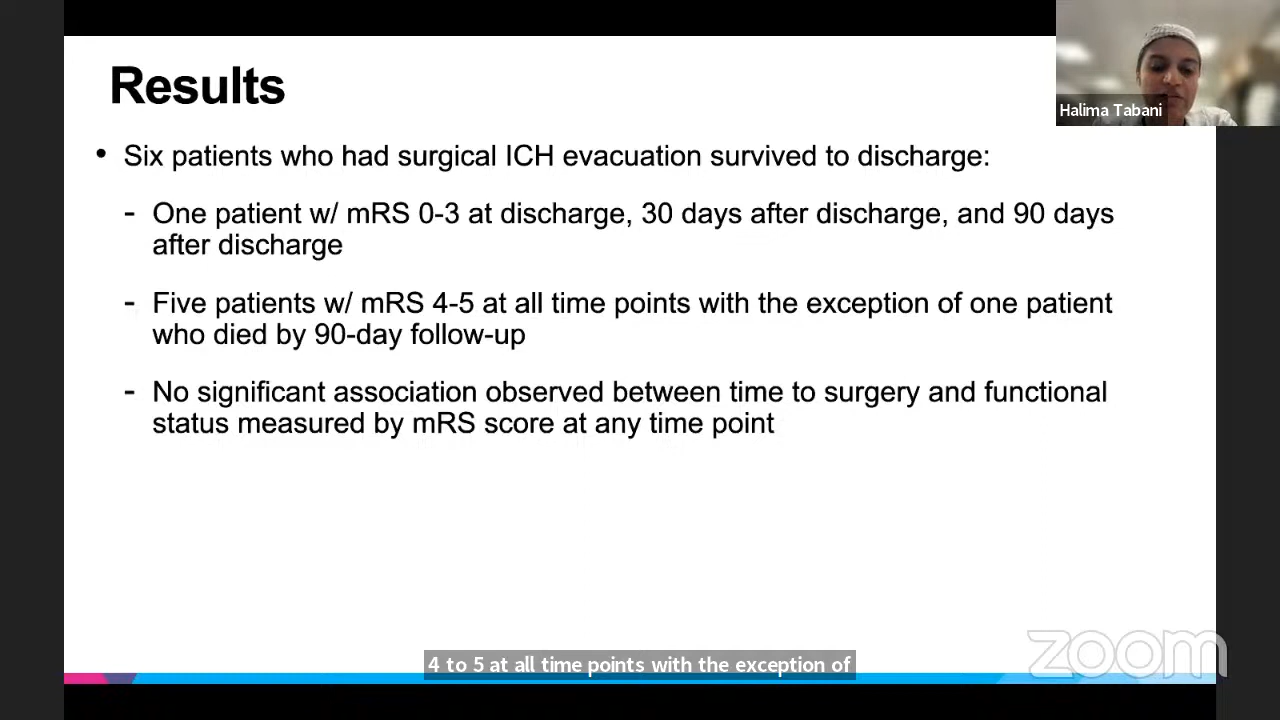 Results
Halima Tabani
• Six patients who had surgical ICH evacuation survived to discharge:
- One patient w/ mRS 0-3 at discharge, 30 days after discharge, and 90 days
after discharge
- Five patients w/ mRS 4-5 at all time points with the exception of one patient
who died by 90-day follow-up
- No significant association observed between time to surgery and functional
status measured by mRS score at any time point
zoom
4 to 5 at all time points with the exception of